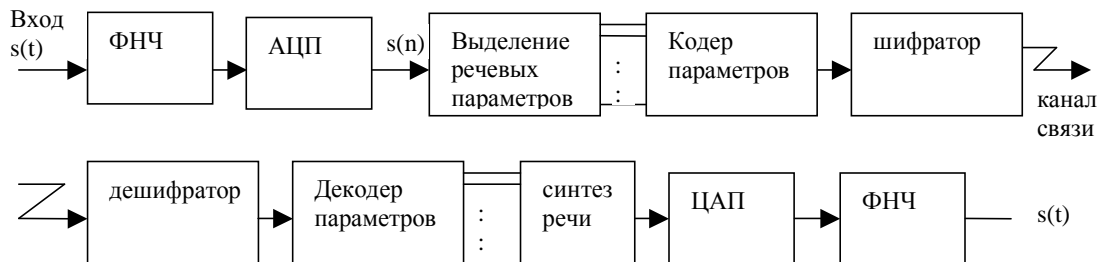 Вход
s(t)
ФНЧ
АЦП
s(n)
Выделение
речевых
параметров
Кодер
параметров
шифратор
канал
связи
дешифратор
Декодер
параметров
синтез
речи
ЦАП
ФНЧ
s(t)